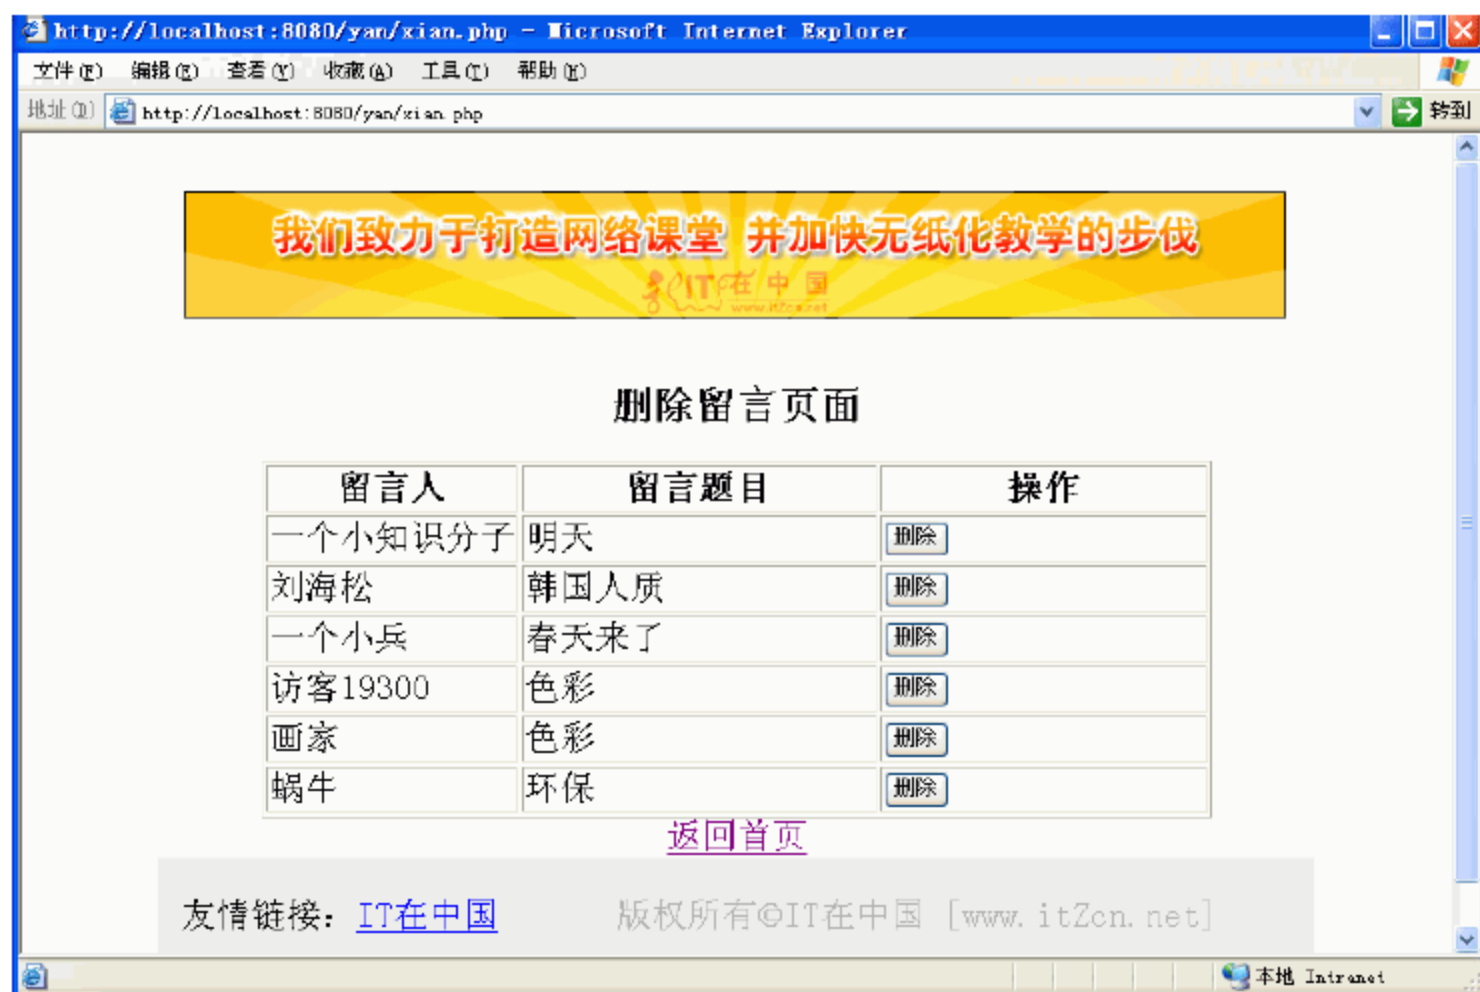 http://localhost:8080/yan/xian.php - Microsoft Internet Explorer
文件(F) 编辑(E) 查看(V) 收藏(A) 工具(T) 帮助(H)
地址(D) http://localhost:8080/yan/xian.php 转到
我们致力于打造网络课堂 并加快无纸化教学的步伐
IT在中国
www.itZcn.net
删除留言页面
留言人 留言题目 操作
一个小知识分子 明天 删除
刘海松 韩国人质 删除
一个小兵 春天来了 删除
访客19300 色彩 删除
画家 色彩 删除
蜗牛 环保 删除
返回首页
友情链接: IT在中国 版权所有©IT在中国 [www.itZcn.net]
本地 Intranet